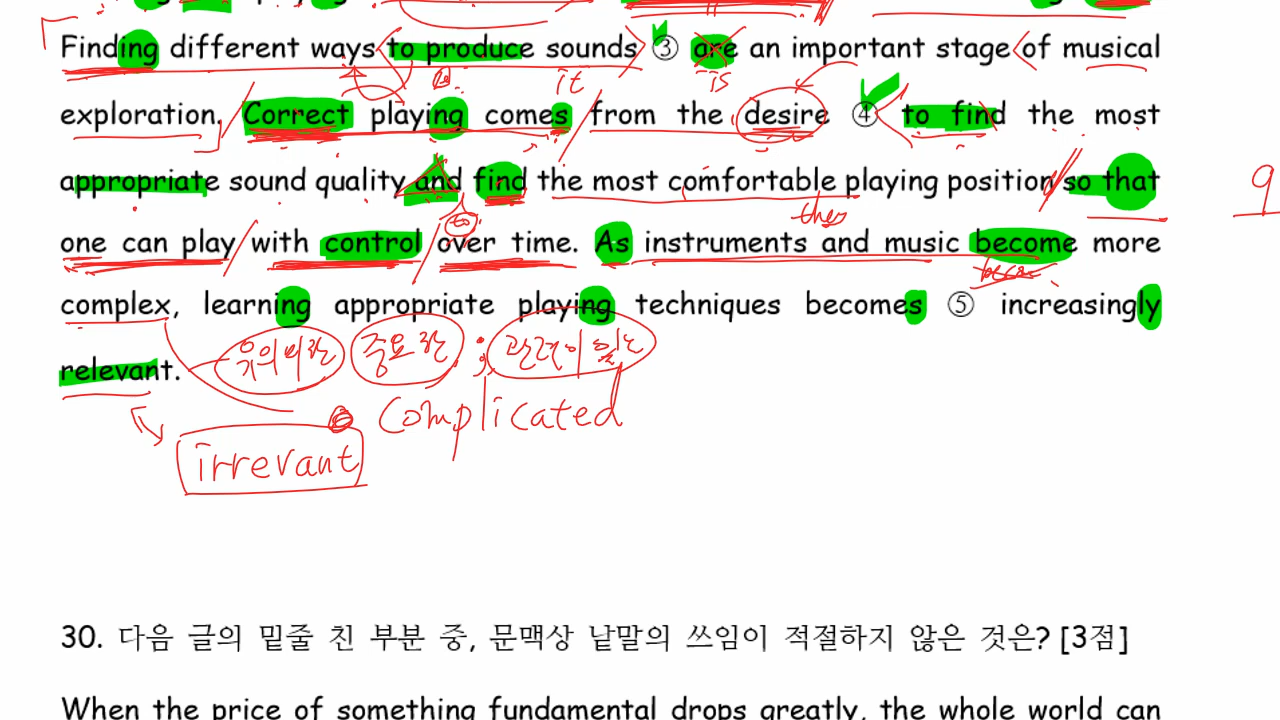 Finding different ways to produce sounds ③ are an important stage of musical
it
is
exploration. Correct playing comes from the desire ④ to find the most
appropriate sound quality and find the most comfortable playing position so that
9
to
one can play with control over time. As instruments and music become more
complex, learning appropriate playing techniques becomes ⑤ increasingly
유의미한 중요한 ; 관련이 있는
relevant.
complicated
irrevant
30. 다음 글의 밑줄 친 부분 중, 문맥상 낱말의 쓰임이 적절하지 않은 것은? [3점]
When the price of something fundamental drops greatly, the whole world can